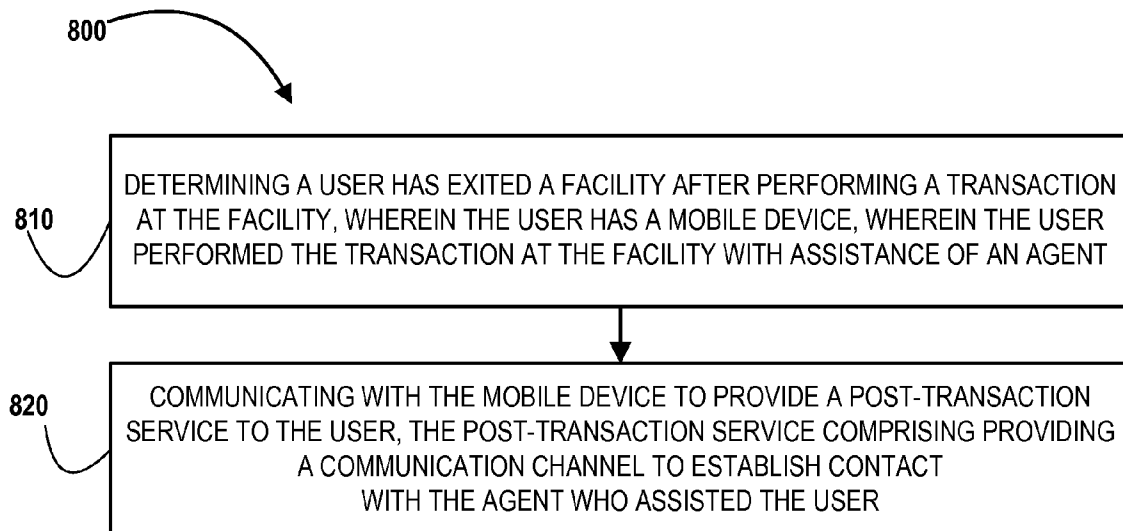 800
810
DETERMINING A USER HAS EXITED A FACILITY AFTER PERFORMING A TRANSACTION
AT THE FACILITY, WHEREIN THE USER HAS A MOBILE DEVICE, WHEREIN THE USER
PERFORMED THE TRANSACTION AT THE FACILITY WITH ASSISTANCE OF AN AGENT
820
COMMUNICATING WITH THE MOBILE DEVICE TO PROVIDE A POST-TRANSACTION
SERVICE TO THE USER, THE POST-TRANSACTION SERVICE COMPRISING PROVIDING
A COMMUNICATION CHANNEL TO ESTABLISH CONTACT
WITH THE AGENT WHO ASSISTED THE USER